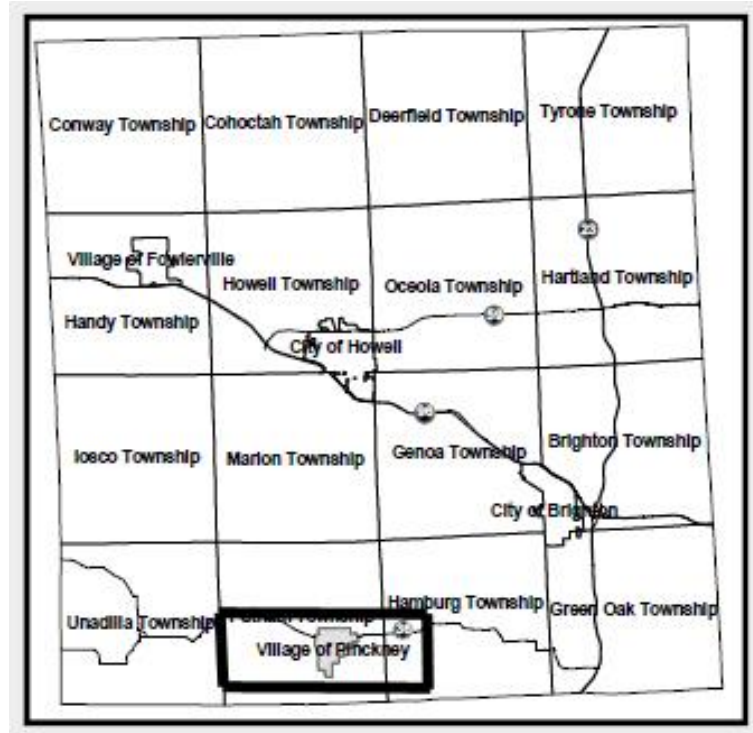 Conway Township
Cohoctah Township
Deerfield Township
Tyrone Township
23
Village of Fowlerville
Howell Township
Oceola Township
Hartland Township
Handy Township
City of Howell
Iosco Township
Marion Township
Genoa Township
Brighton Township
City of Brighton
Unadilla Township
Township
Hamburg Township
Green Oak Township
Village of Pinckney